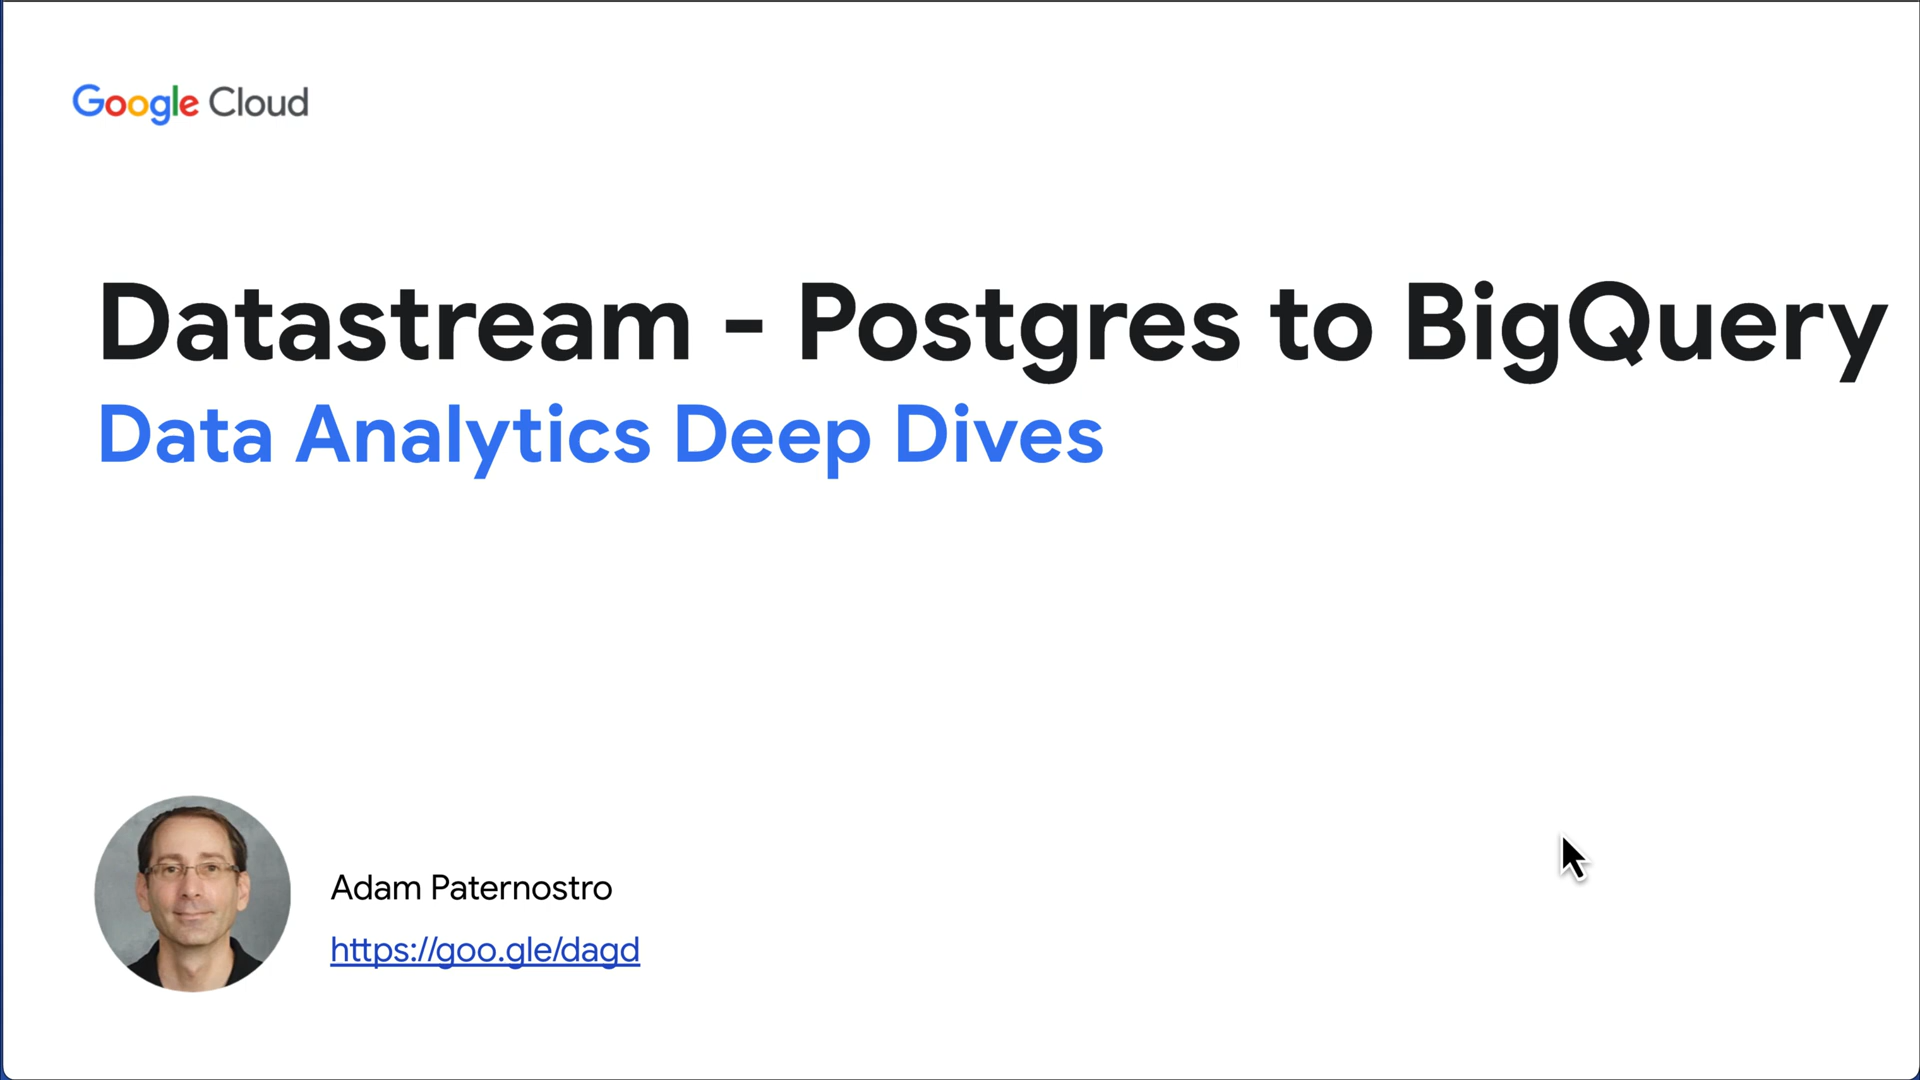 Google Cloud
Datastream - Postgres to BigQuery
Data Analytics Deep Dives
Adam Paternostro
https://goo.gle/dagd